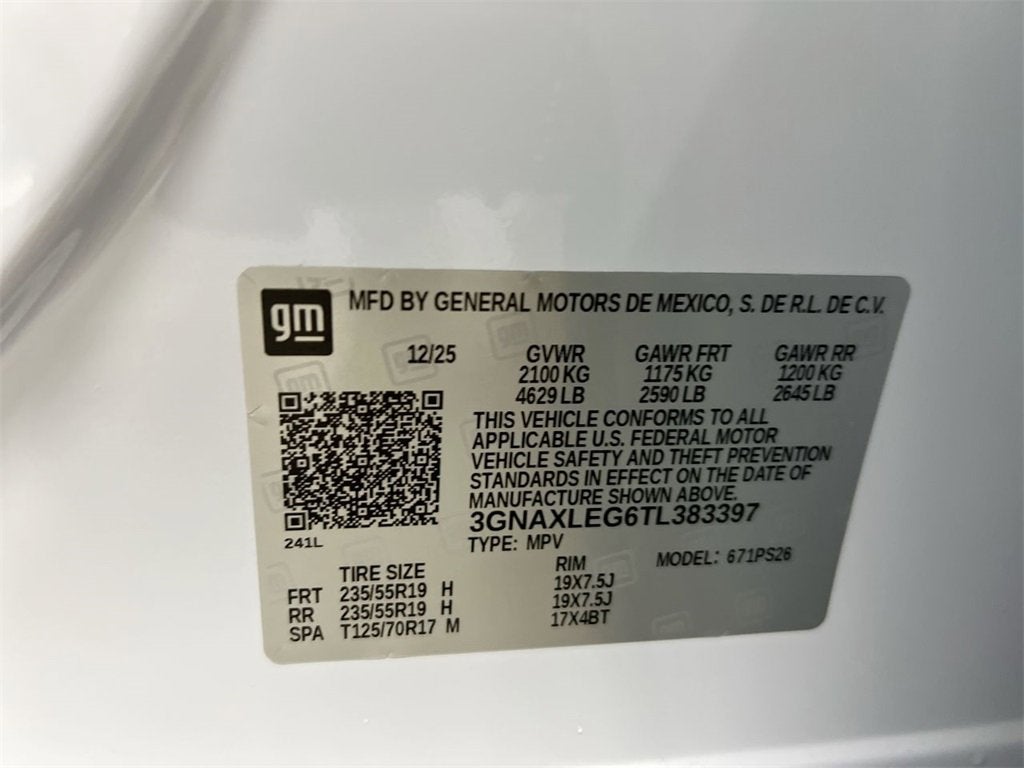 gm MFD BY GENERAL MOTORS DE MEXICO, S. DE R.L. DE C.V.
12/25 GVWR GAWR FRT GAWR RR
2100 KG 1175 KG 1200 KG
4629 LB 2590 LB 2645 LB
THIS VEHICLE CONFORMS TO ALL
APPLICABLE U.S. FEDERAL MOTOR
VEHICLE SAFETY AND THEFT PREVENTION
STANDARDS IN EFFECT ON THE DATE OF
MANUFACTURE SHOWN ABOVE.
3GNAXLEG6TL383397
241L TYPE: MPV MODEL: 671PS26
TIRE SIZE RIM
FRT 235/55R19 H 19X7.5J
RR 235/55R19 H 19X7.5J
SPA T125/70R17 M 17X4BT